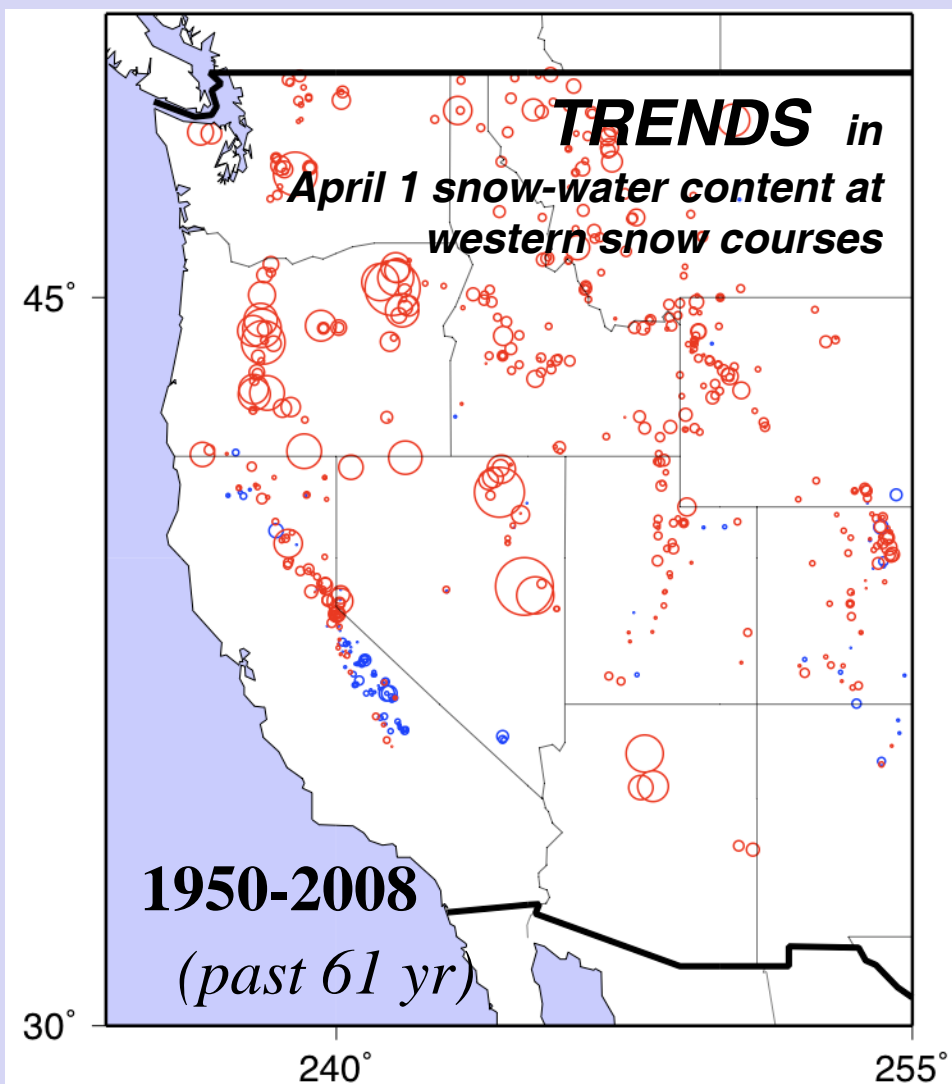 TRENDS in
April 1 snow-water content at
western snow courses
45°
1950-2008
(past 61 yr)
30°
240°
255°